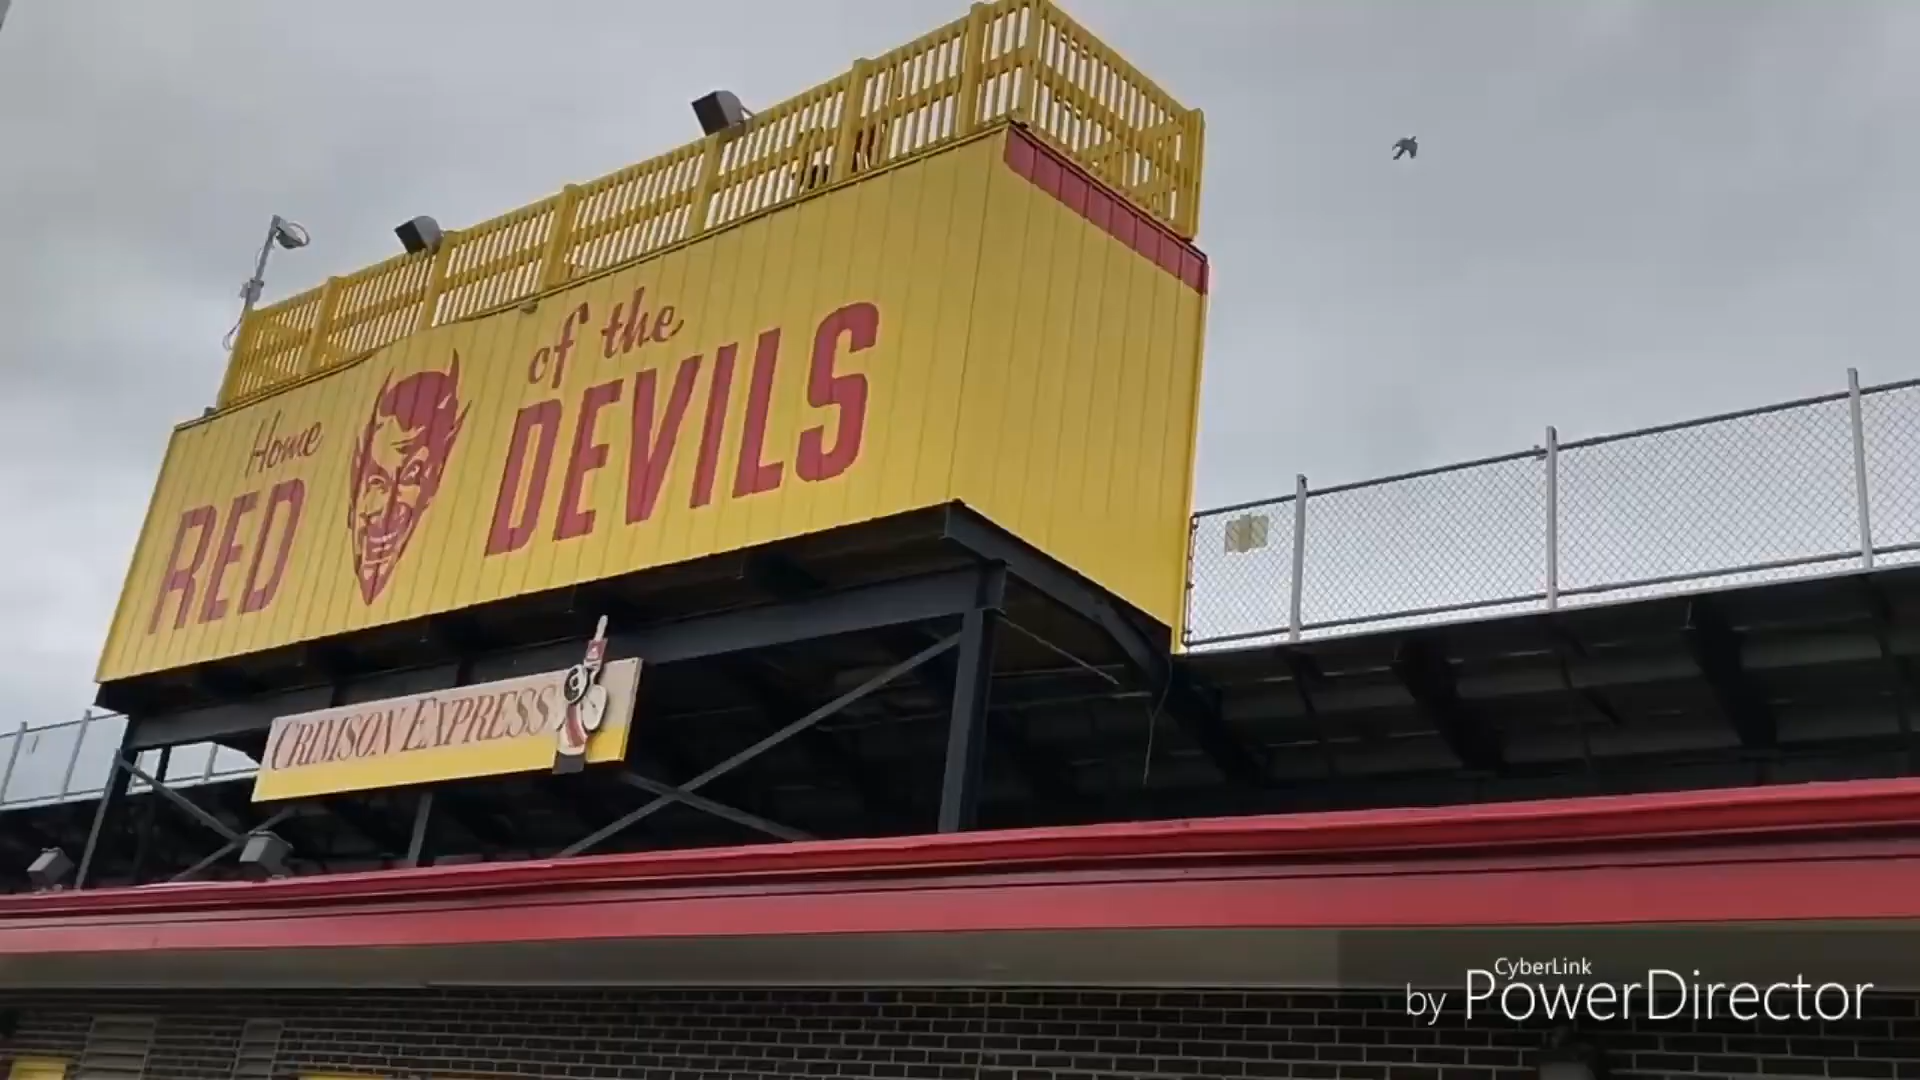 Home of the
RED DEVILS
CRIMSON EXPRESS
CyberLink
by PowerDirector